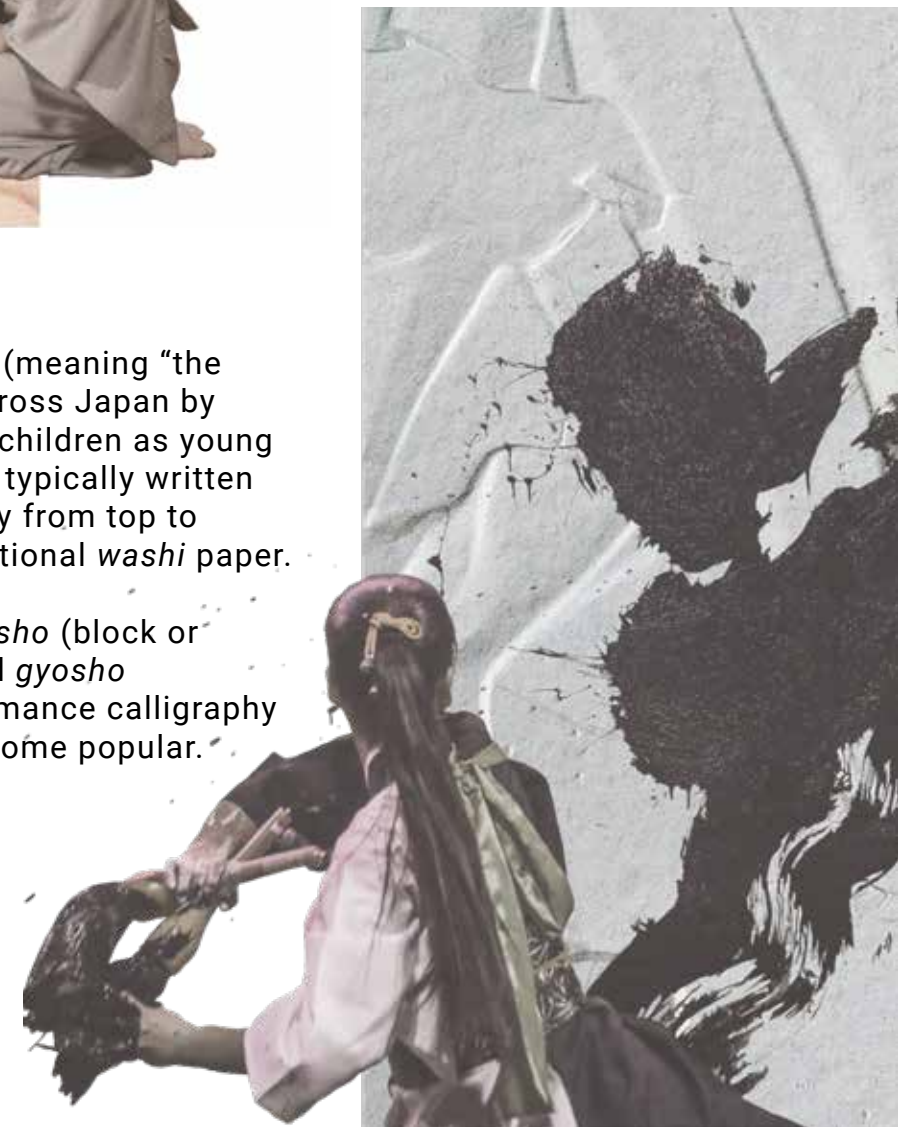 (meaning “the
ross Japan by
children as young
typically written
y from top to
tional washi paper.
sho (block or
gyosho
mance calligraphy
ome popular.